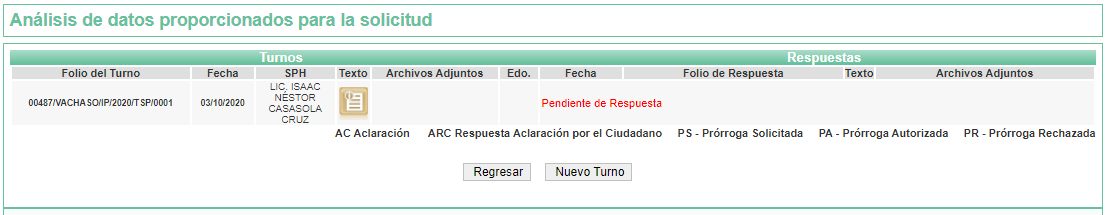 Análisis de datos proporcionados para la solicitud
Turnos Respuestas
Folio del Turno Fecha SPH Texto Archivos Adjuntos Edo. Fecha Folio de Respuesta Texto Archivos Adjuntos
00487/VACHASO/IP/2020/TSP/0001 03/10/2020 LIC. ISAAC
NÉSTOR
CASASOLA
CRUZ
Pendiente de Respuesta
AC Aclaración ARC Respuesta Aclaración por el Ciudadano PS - Prórroga Solicitada PA - Prórroga Autorizada PR - Prórroga Rechazada
Regresar Nuevo Turno